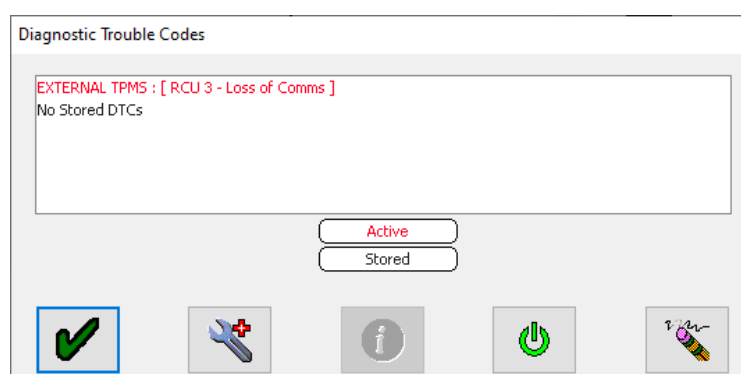 Diagnostic Trouble Codes
EXTERNAL TPMS : [ RCU 3 - Loss of Comms ]
No Stored DTCs
Active
Stored